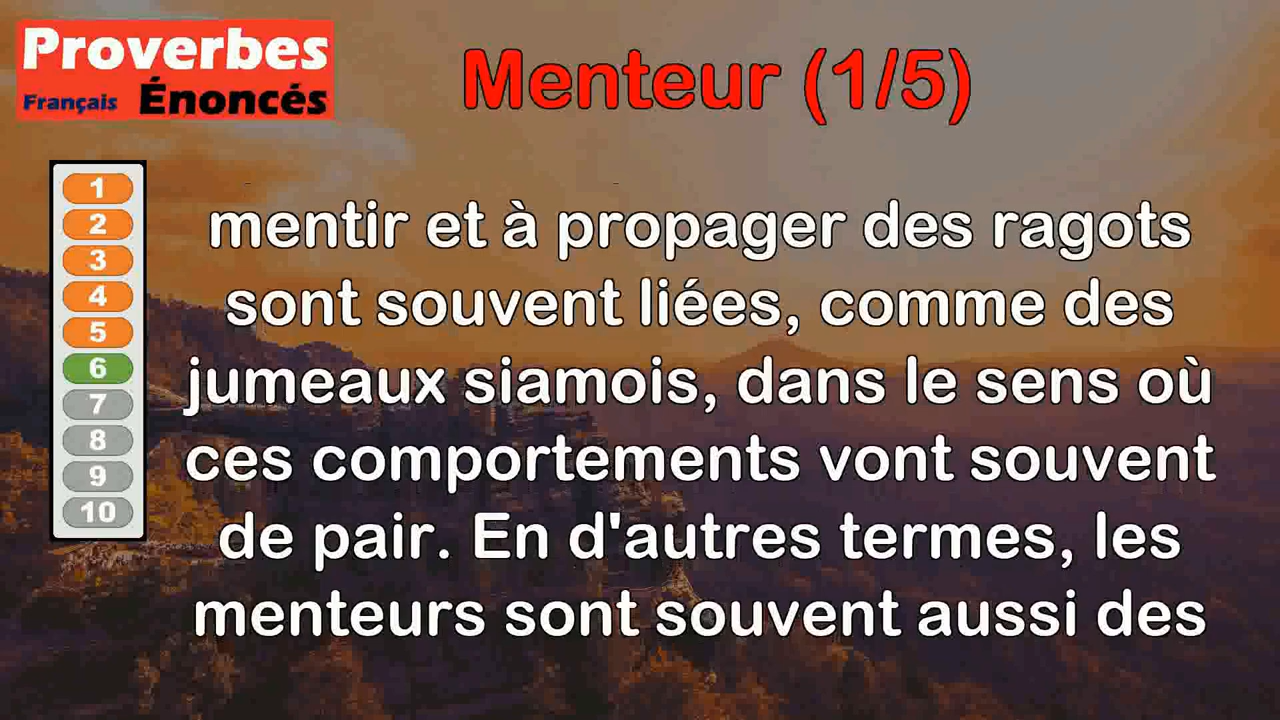 Proverbes
Français Énoncés
Menteur (1/5)
1
2
3
4
5
6
7
8
9
10
mentir et à propager des ragots
sont souvent liées, comme des
jumeaux siamois, dans le sens où
ces comportements vont souvent
de pair. En d'autres termes, les
menteurs sont souvent aussi des